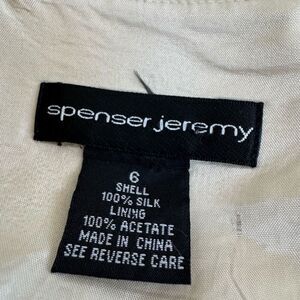 spenser jeremy
6
SHELL
100% SILK
LINING
100% ACETATE
MADE IN CHINA
SEE REVERSE CARE